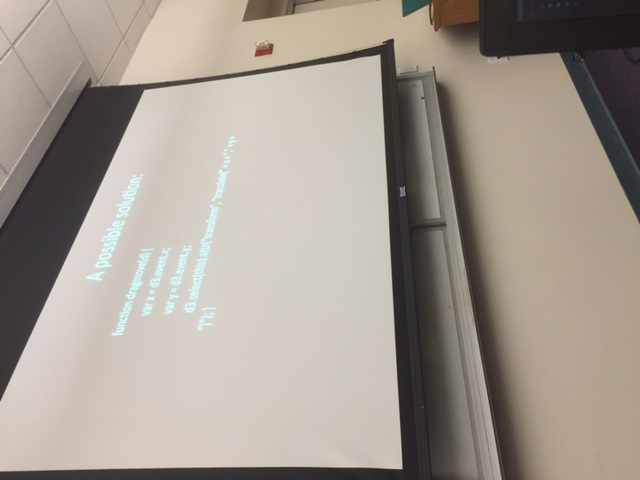 A possible solution:
function dragmove(d) {
var x = d3.event.x;
var y = d3.event.y;
d3.select(this).attr("transform", "translate(" + x + "," + y +
")"); }